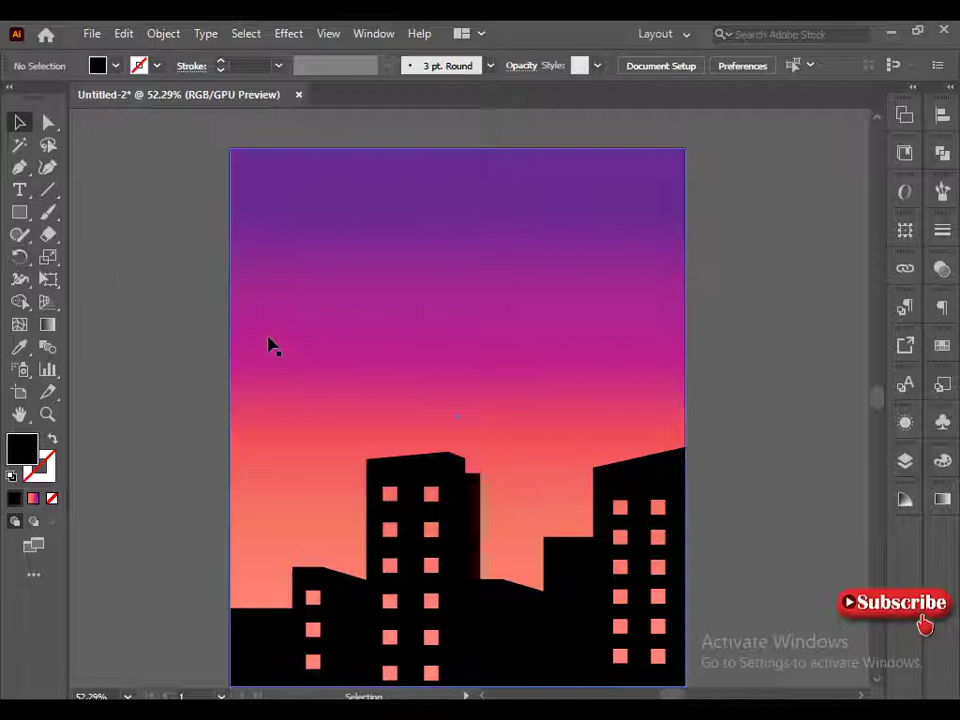 Ai File Edit Object Type Select Effect View Window Help Layout Search Adobe Stock
No Selection Stroke: 3 pt. Round Opacity Style: Document Setup Preferences
Untitled-2* @ 52.29% (RGB/GPU Preview) ×
Subscribe
Activate Windows
Go to Settings to activate Windows.
52.29% 1 Selection